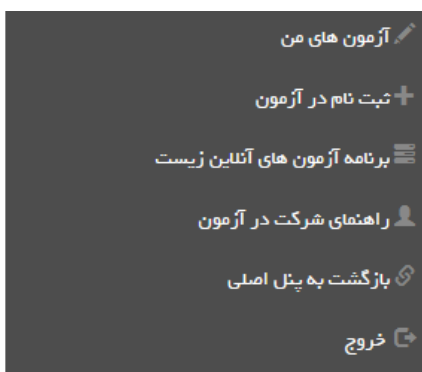 آزمون های من
ثبت نام در آزمون
برنامه آزمون های آنلاین زیست
راهنمای شرکت در آزمون
بازگشت به پنل اصلی
خروج